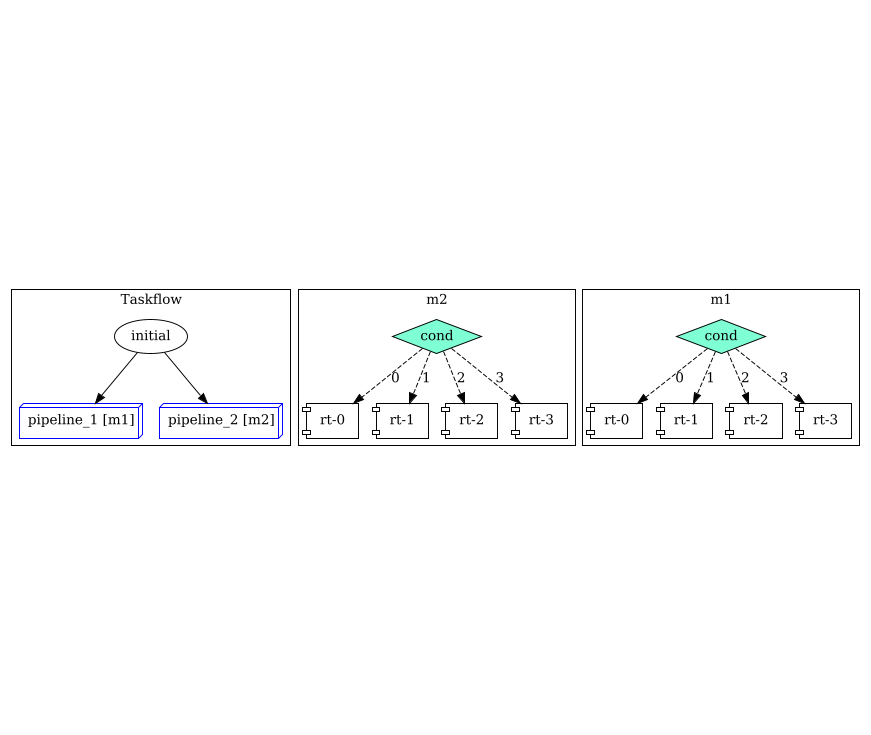 Taskflow
initial
pipeline_1 [m1]
pipeline_2 [m2]
m2
cond
0
1
2
3
rt-0
rt-1
rt-2
rt-3
m1
cond
0
1
2
3
rt-0
rt-1
rt-2
rt-3